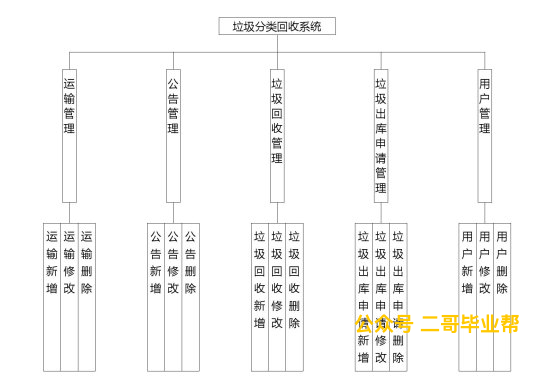 垃圾分类回收系统
运输管理
公告管理
垃圾回收管理
垃圾出库申请管理
用户管理
运输新增
运输修改
运输删除
公告新增
公告修改
公告删除
垃圾回收新增
垃圾回收修改
垃圾回收删除
垃圾出库申请新增
垃圾出库申请修改
垃圾出库申请删除
用户新增
用户修改
用户删除
公众号 二哥毕业帮